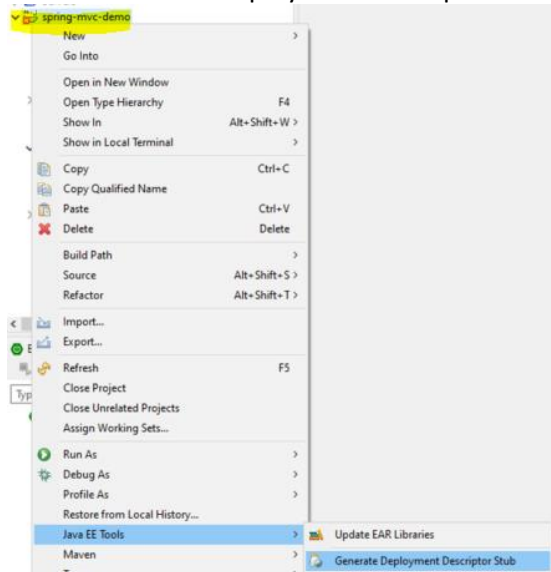 spring-mvc-demo
New >
Go Into
Open in New Window
Open Type Hierarchy F4
Show In Alt+Shift+W >
Show in Local Terminal >
Copy Ctrl+C
Copy Qualified Name
Paste Ctrl+V
Delete Delete
Build Path >
Source Alt+Shift+S >
Refactor Alt+Shift+T >
Import...
Export...
Refresh F5
Close Project
Close Unrelated Projects
Assign Working Sets...
Run As >
Debug As >
Profile As >
Restore from Local History...
Java EE Tools >
Update EAR Libraries
Maven >
Generate Deployment Descriptor Stub